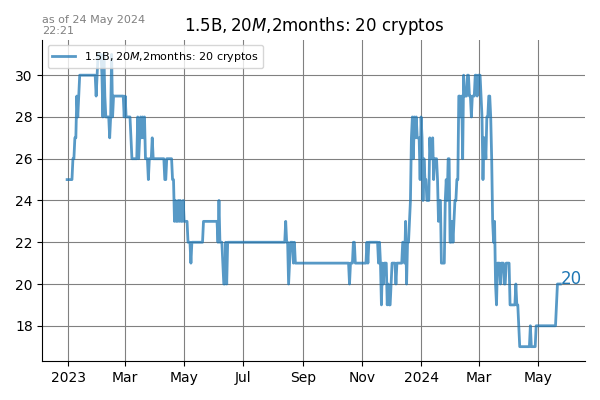 as of 24 May 2024
22:21
1.5B, 20M,2months: 20 cryptos
1.5B, 20M,2months: 20 cryptos
30
28
26
24
22
20
18
20
2023
Mar
May
Jul
Sep
Nov
2024
Mar
May